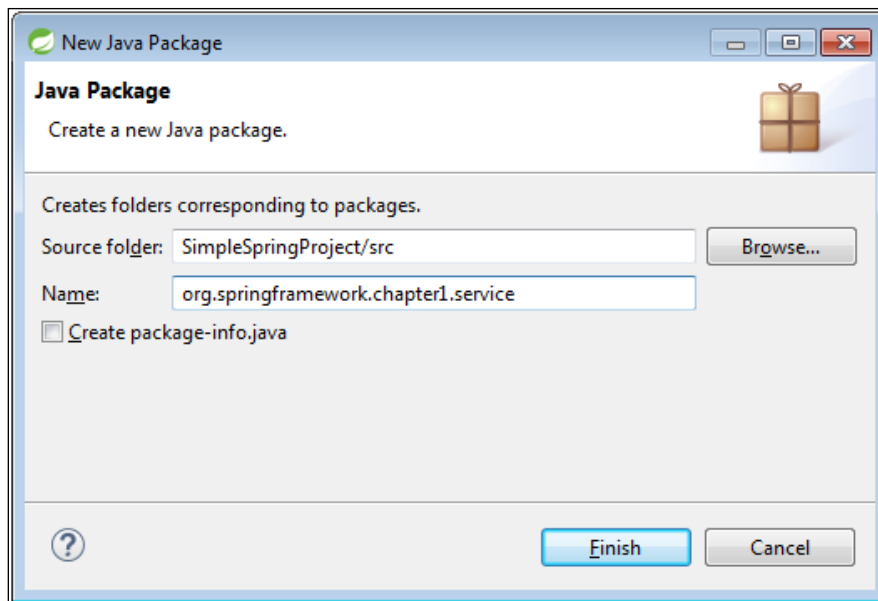 New Java Package
Java Package
Create a new Java package.
Creates folders corresponding to packages.
Source folder: SimpleSpringProject/src Browse...
Name: org.springframework.chapter1.service
Create package-info.java
? Finish Cancel